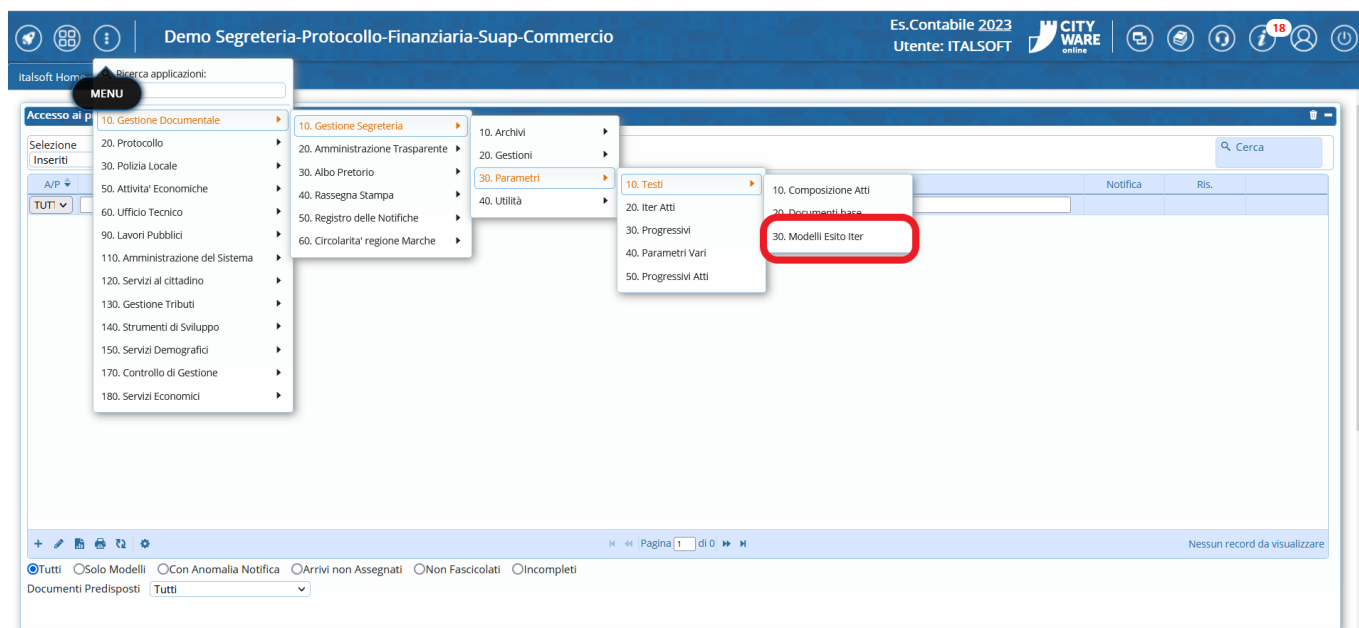 Demo Segreteria-Protocollo-Finanziaria-Suap-Commercio
Es.Contabile 2023
Utente: ITALSOFT
CITY
WARE
online
18
italsoft Home
Ricerca applicazioni:
MENU
Accesso ai p
Selezione
Inseriti
Cerca
A/P
Notifica
Ris.
TUT
10. Gestione Documentale
20. Protocollo
30. Polizia Locale
50. Attivita' Economiche
60. Ufficio Tecnico
90. Lavori Pubblici
110. Amministrazione del Sistema
120. Servizi al cittadino
130. Gestione Tributi
140. Strumenti di Sviluppo
150. Servizi Demografici
170. Controllo di Gestione
180. Servizi Economici
10. Gestione Segreteria
20. Amministrazione Trasparente
30. Albo Pretorio
40. Rassegna Stampa
50. Registro delle Notifiche
60. Circolarita' regione Marche
10. Archivi
20. Gestioni
30. Parametri
40. Utilità
10. Testi
20. Iter Atti
30. Progressivi
40. Parametri Vari
50. Progressivi Atti
10. Composizione Atti
20. Documenti base
30. Modelli Esito Iter
Pagina 1 di 0
Nessun record da visualizzare
Tutti Solo Modelli Con Anomalia Notifica Arrivi non Assegnati Non Fascicolati Incompleti
Documenti Predisposti Tutti